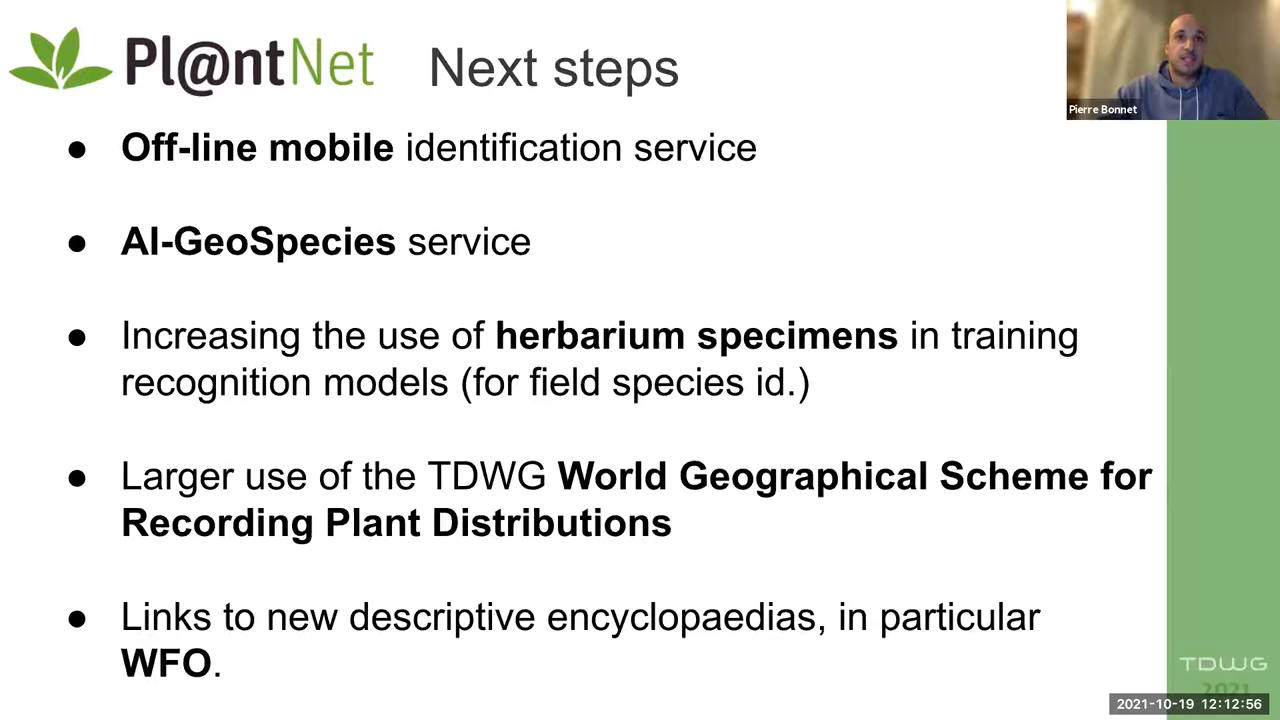 Pl@ntNet Next steps
Pierre Bonnet
● Off-line mobile identification service
● AI-GeoSpecies service
● Increasing the use of herbarium specimens in training
recognition models (for field species id.)
● Larger use of the TDWG World Geographical Scheme for
Recording Plant Distributions
● Links to new descriptive encyclopaedias, in particular
WFO.
TDWG
2021
2021-10-19 12:12:56